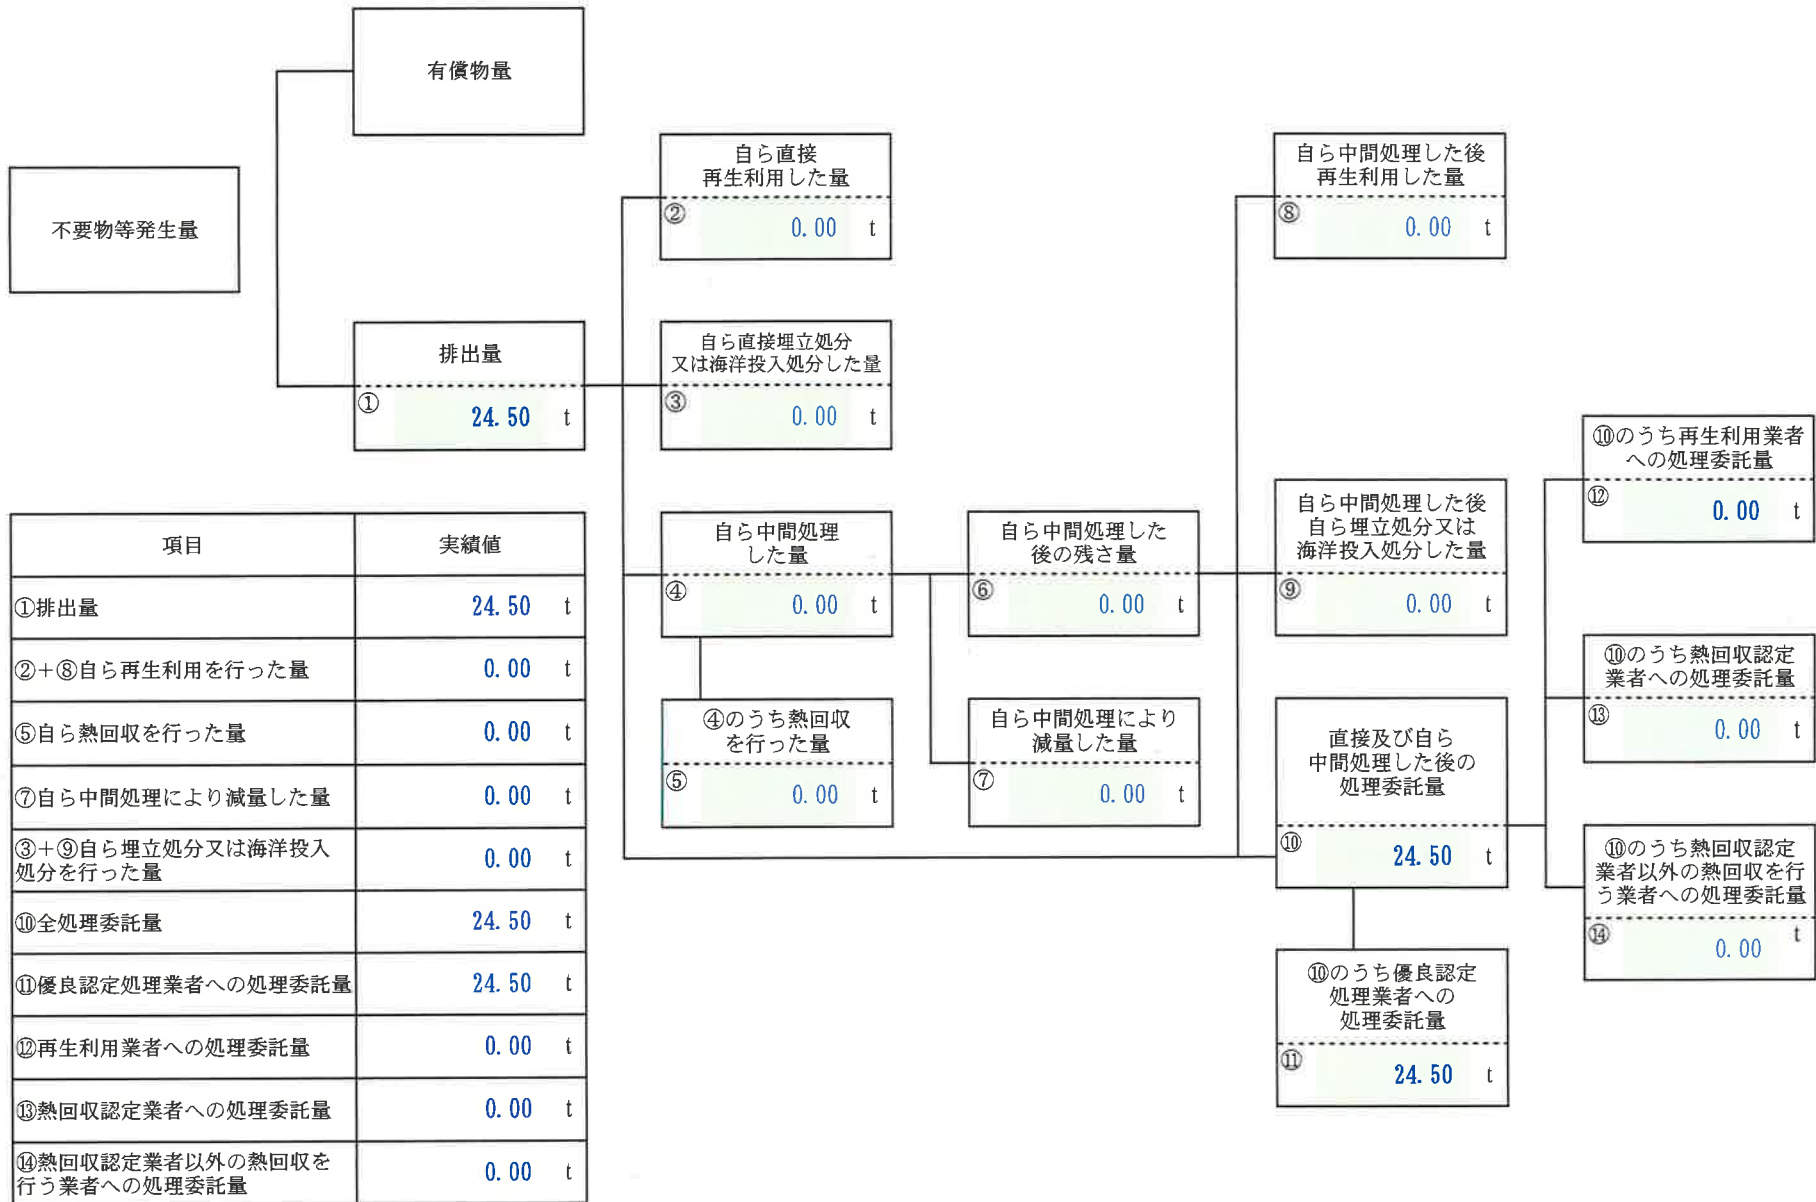 有償物量
不要物等発生量
排出量
①
24.50 t
自ら直接
再生利用した量
②
0.00 t
自ら直接埋立処分
又は海洋投入処分した量
③
0.00 t
自ら中間処理
した量
④
0.00 t
④のうち熱回収
を行った量
⑤
0.00 t
自ら中間処理した
後の残さ量
⑥
0.00 t
自ら中間処理により
減量した量
⑦
0.00 t
自ら中間処理した後
再生利用した量
⑧
0.00 t
自ら中間処理した後
自ら埋立処分又は
海洋投入処分した量
⑨
0.00 t
直接及び自ら
中間処理した後の
処理委託量
⑩
24.50 t
⑩のうち優良認定
処理業者への
処理委託量
⑪
24.50 t
⑩のうち再生利用業者
への処理委託量
⑫
0.00 t
⑩のうち熱回収認定
業者への処理委託量
⑬
0.00 t
⑩のうち熱回収認定
業者以外の熱回収を行
う業者への処理委託量
⑭
0.00 t
項目 実績値
①排出量 24.50 t
②+⑧自ら再生利用を行った量 0.00 t
⑤自ら熱回収を行った量 0.00 t
⑦自ら中間処理により減量した量 0.00 t
③+⑨自ら埋立処分又は海洋投入
処分を行った量 0.00 t
⑩全処理委託量 24.50 t
⑪優良認定処理業者への処理委託量 24.50 t
⑫再生利用業者への処理委託量 0.00 t
⑬熱回収認定業者への処理委託量 0.00 t
⑭熱回収認定業者以外の熱回収を
行う業者への処理委託量 0.00 t